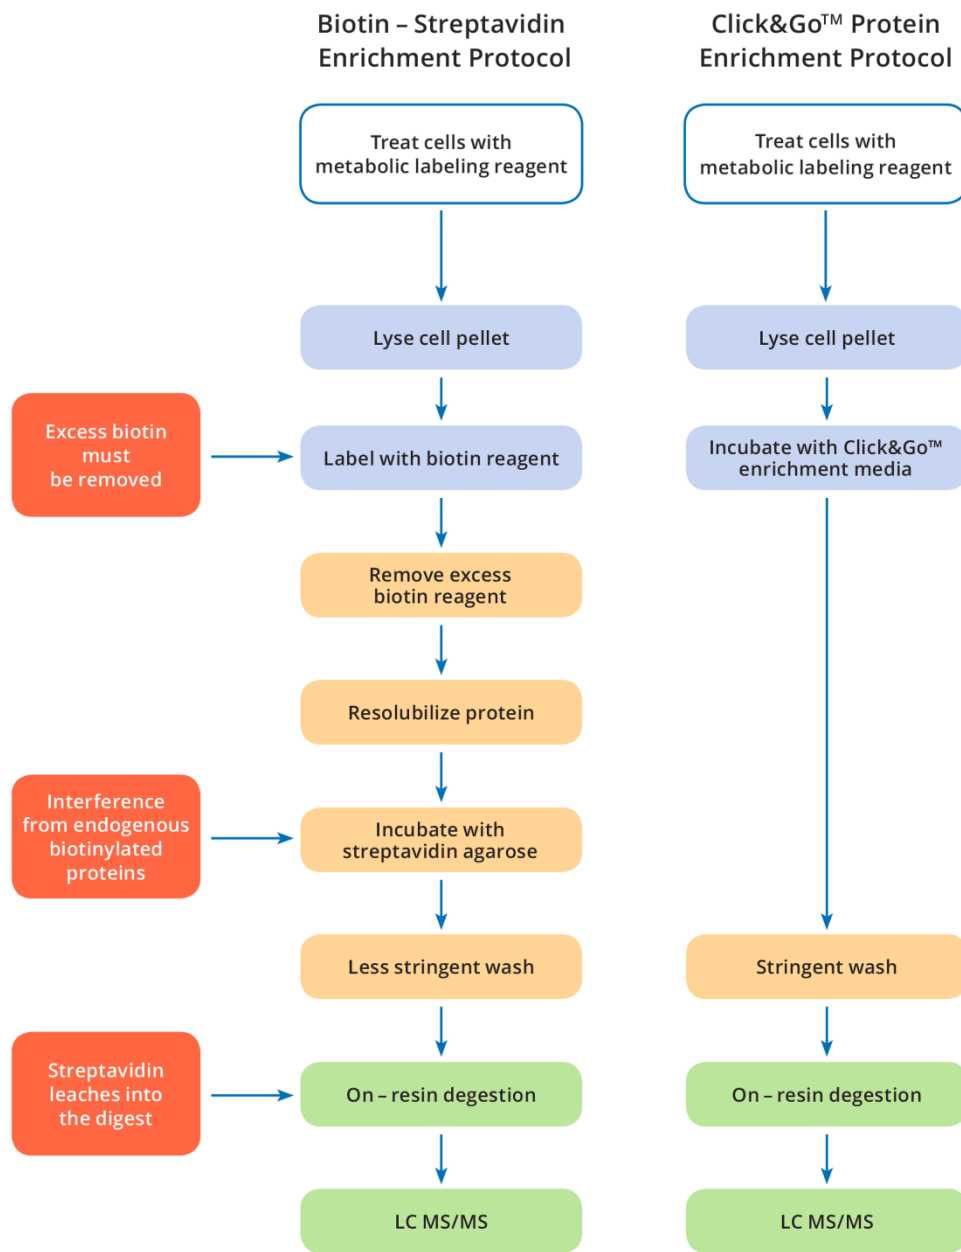 Biotin – Streptavidin
Enrichment Protocol
Click&Go™ Protein
Enrichment Protocol
Treat cells with
metabolic labeling reagent
Treat cells with
metabolic labeling reagent
Lyse cell pellet
Lyse cell pellet
Excess biotin
must
be removed
Label with biotin reagent
Incubate with Click&Go™
enrichment media
Remove excess
biotin reagent
Resolubilize protein
Interference
from endogenous
biotinylated
proteins
Incubate with
streptavidin agarose
Less stringent wash
Stringent wash
Streptavidin
leaches into
the digest
On – resin degestion
On – resin degestion
LC MS/MS
LC MS/MS